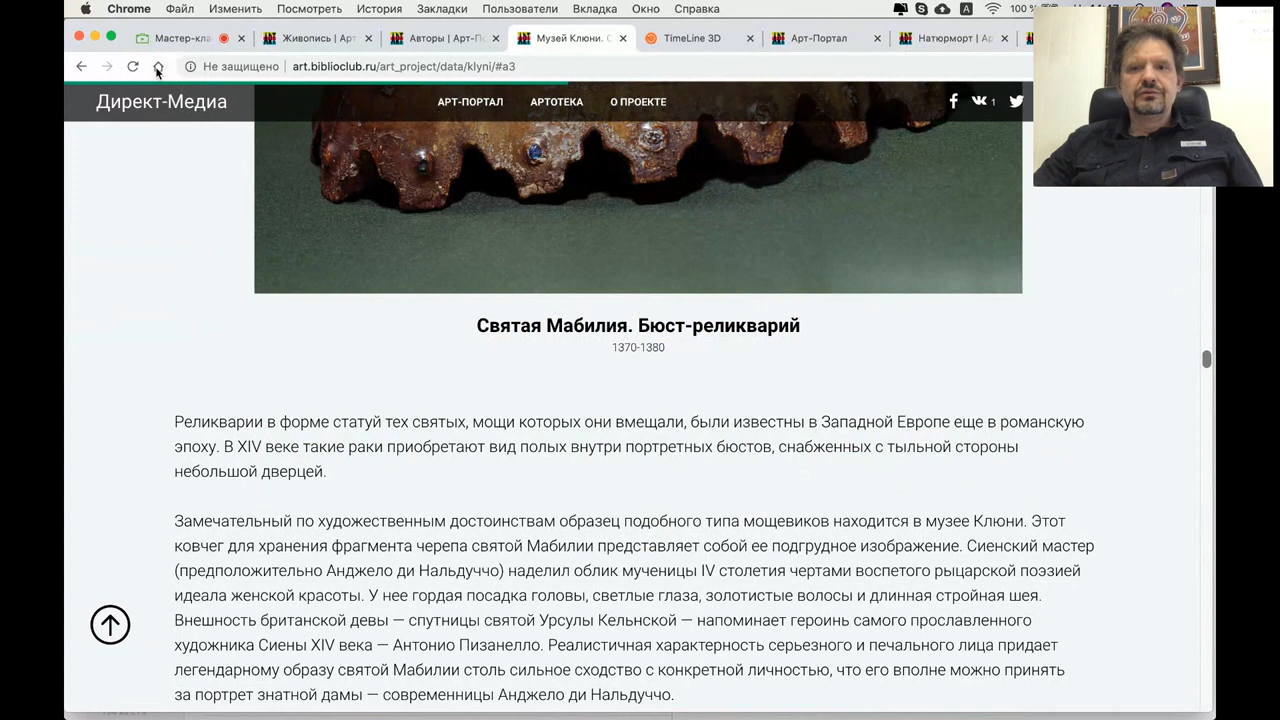 Chrome Файл Изменить Посмотреть История Закладки Пользователи Вкладка Окно Справка A 100
Мастер-кла Живопись | Арт Авторы | Арт-П Музей Клюни. С TimeLine 3D Арт-Портал Натюрморт | Ар
Не защищено art.biblioclub.ru/art_project/data/klyni/#a3
Директ-Медиа АРТ-ПОРТАЛ АРТОТЕКА О ПРОЕКТЕ 1
Святая Мабилия. Бюст-реликварий
1370-1380
Реликварии в форме статуй тех святых, мощи которых они вмещали, были известны в Западной Европе еще в романскую
эпоху. В XIV веке такие раки приобретают вид полых внутри портретных бюстов, снабженных с тыльной стороны
небольшой дверцей.
Замечательный по художественным достоинствам образец подобного типа мощевиков находится в музее Клюни. Этот
ковчег для хранения фрагмента черепа святой Мабилии представляет собой ее подгрудное изображение. Сиенский мастер
(предположительно Анджело ди Нальдуччо) наделил облик мученицы IV столетия чертами воспетого рыцарской поэзией
идеала женской красоты. У нее гордая посадка головы, светлые глаза, золотистые волосы и длинная стройная шея.
Внешность британской девы — спутницы святой Урсулы Кельнской — напоминает героинь самого прославленного
художника Сиены XIV века — Антонио Пизанелло. Реалистичная характерность серьезного и печального лица придает
легендарному образу святой Мабилии столь сильное сходство с конкретной личностью, что его вполне можно принять
за портрет знатной дамы — современницы Анджело ди Нальдуччо.